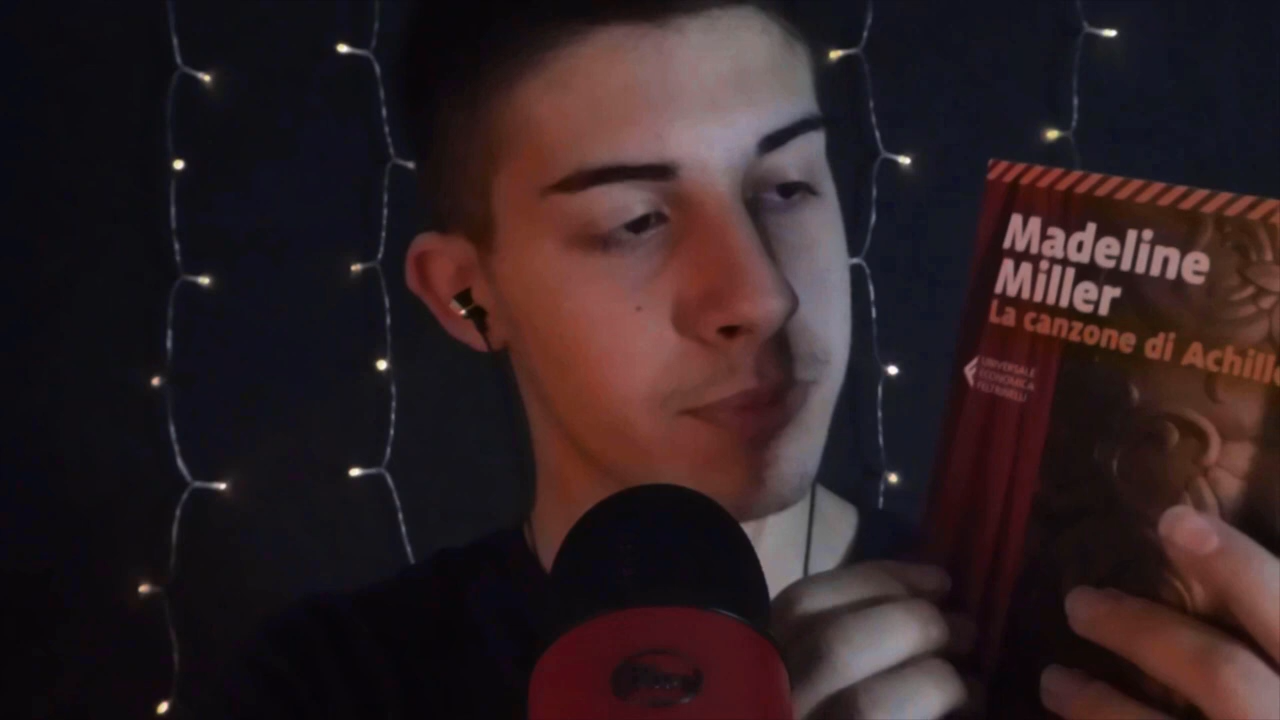 Madeline
Miller
La canzone di Achille
UNIVERSALE
ECONOMICA
FELTRINELLI